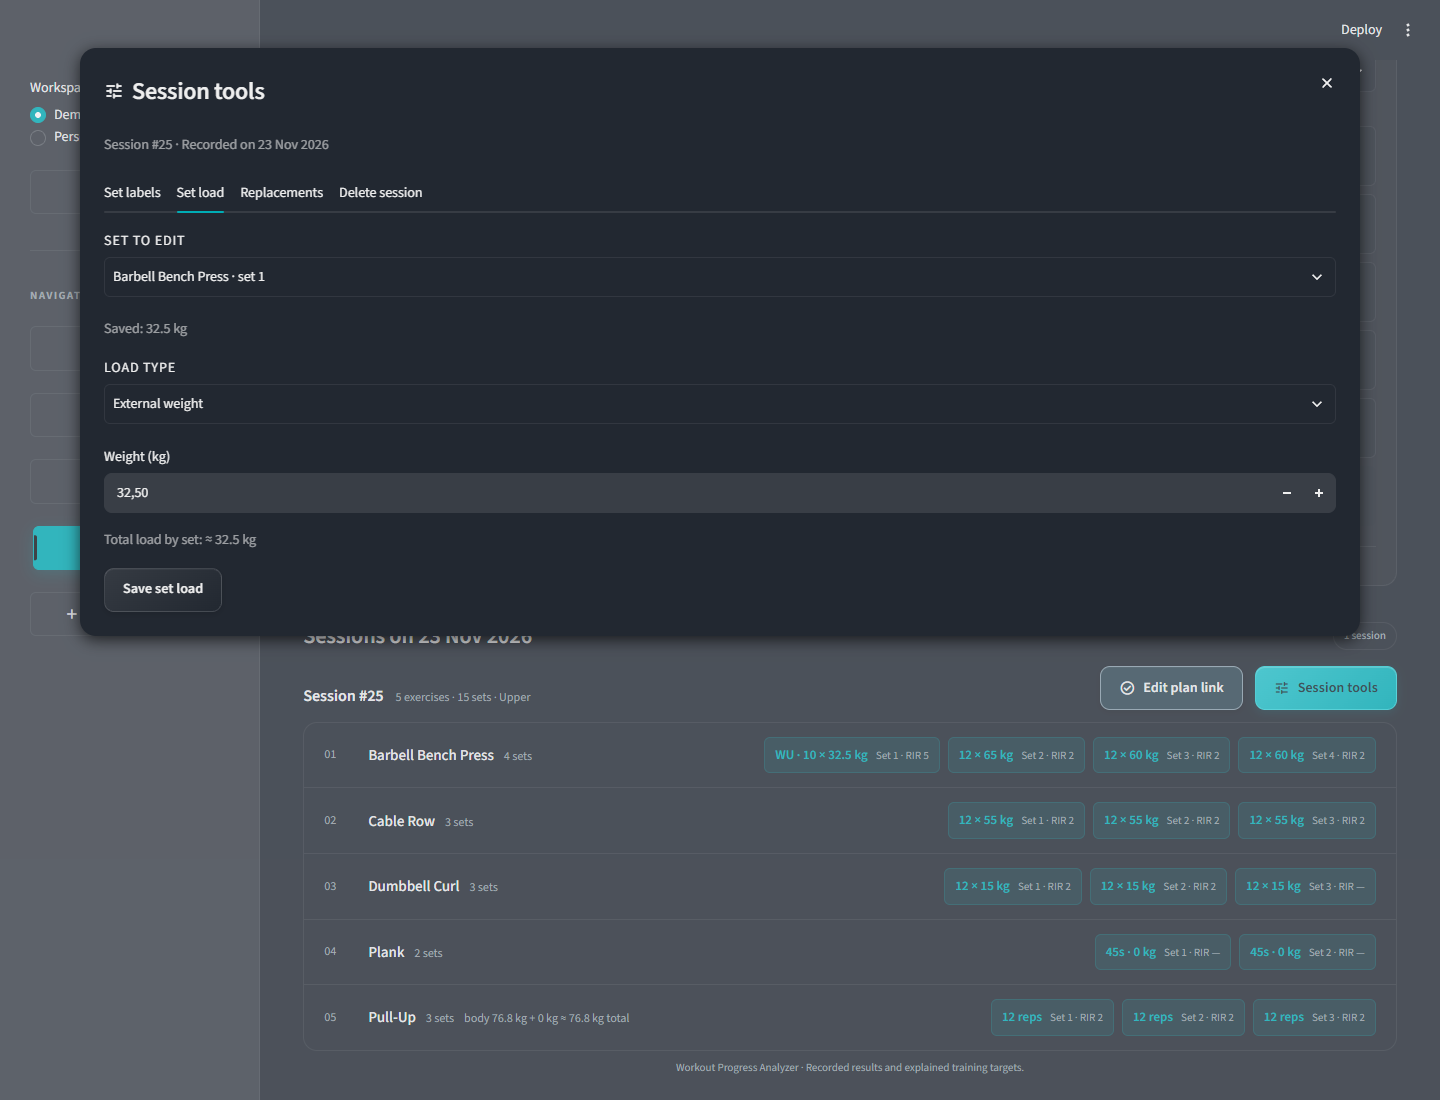 Deploy
Workspa
Dem
Pers
NAVIGAT
+
Session tools
Session #25 · Recorded on 23 Nov 2026
Set labels Set load Replacements Delete session
SET TO EDIT
Barbell Bench Press · set 1
Saved: 32.5 kg
LOAD TYPE
External weight
Weight (kg)
32,50
Total load by set: ≈ 32.5 kg
Save set load
Sessions on 23 Nov 2026
1 session
Session #25 5 exercises · 15 sets · Upper
Edit plan link Session tools
01 Barbell Bench Press 4 sets WU · 10 × 32.5 kg Set 1 · RIR 5 12 × 65 kg Set 2 · RIR 2 12 × 60 kg Set 3 · RIR 2 12 × 60 kg Set 4 · RIR 2
02 Cable Row 3 sets 12 × 55 kg Set 1 · RIR 2 12 × 55 kg Set 2 · RIR 2 12 × 55 kg Set 3 · RIR 2
03 Dumbbell Curl 3 sets 12 × 15 kg Set 1 · RIR 2 12 × 15 kg Set 2 · RIR 2 12 × 15 kg Set 3 · RIR —
04 Plank 2 sets 45s · 0 kg Set 1 · RIR — 45s · 0 kg Set 2 · RIR —
05 Pull-Up 3 sets body 76.8 kg + 0 kg ≈ 76.8 kg total 12 reps Set 1 · RIR 2 12 reps Set 2 · RIR 2 12 reps Set 3 · RIR 2
Workout Progress Analyzer · Recorded results and explained training targets.